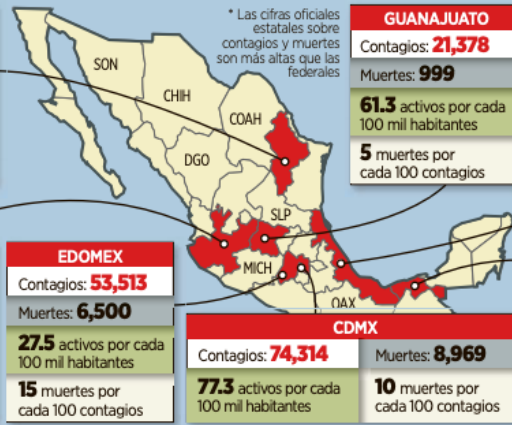 * Las cifras oficiales
estatales sobre
contagios y muertes
son más altas que las
federales
GUANAJUATO
Contagios: 21,378
Muertes: 999
61.3 activos por cada
100 mil habitantes
5 muertes por
cada 100 contagios
SON
CHIH
COAH
DGO
SLP
MICH
OAX
EDOMEX
Contagios: 53,513
Muertes: 6,500
27.5 activos por cada
100 mil habitantes
15 muertes por
cada 100 contagios
CDMX
Contagios: 74,314
Muertes: 8,969
77.3 activos por cada
100 mil habitantes
10 muertes por
cada 100 contagios